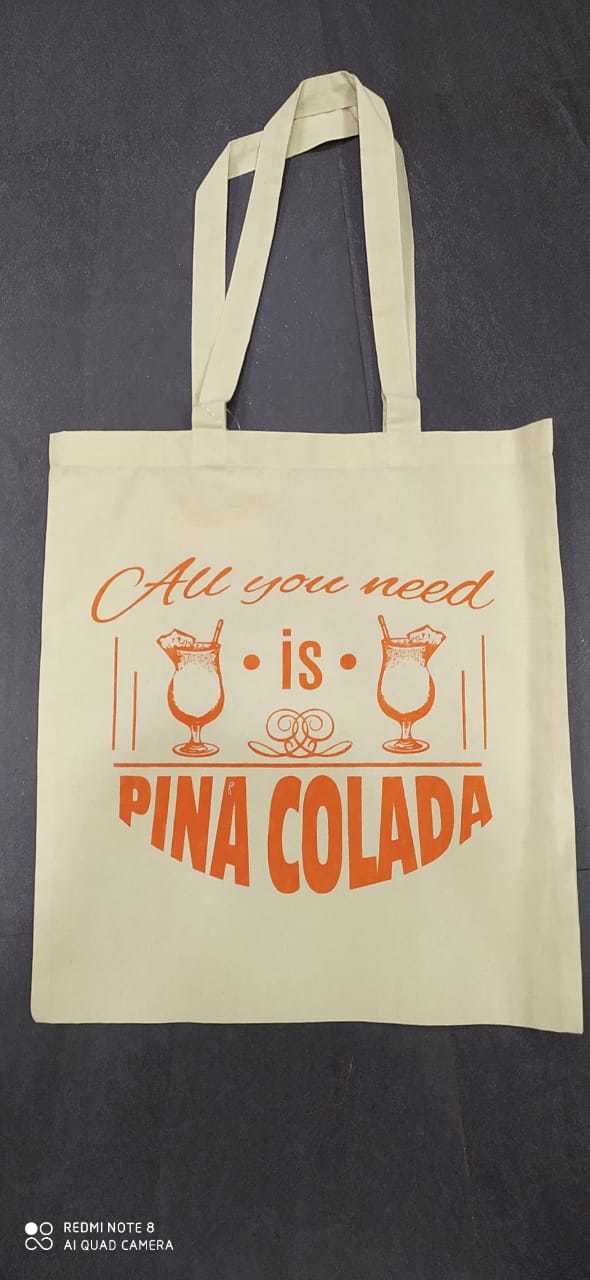 All you need
• is •
PINA COLADA
REDMI NOTE 8
AI QUAD CAMERA